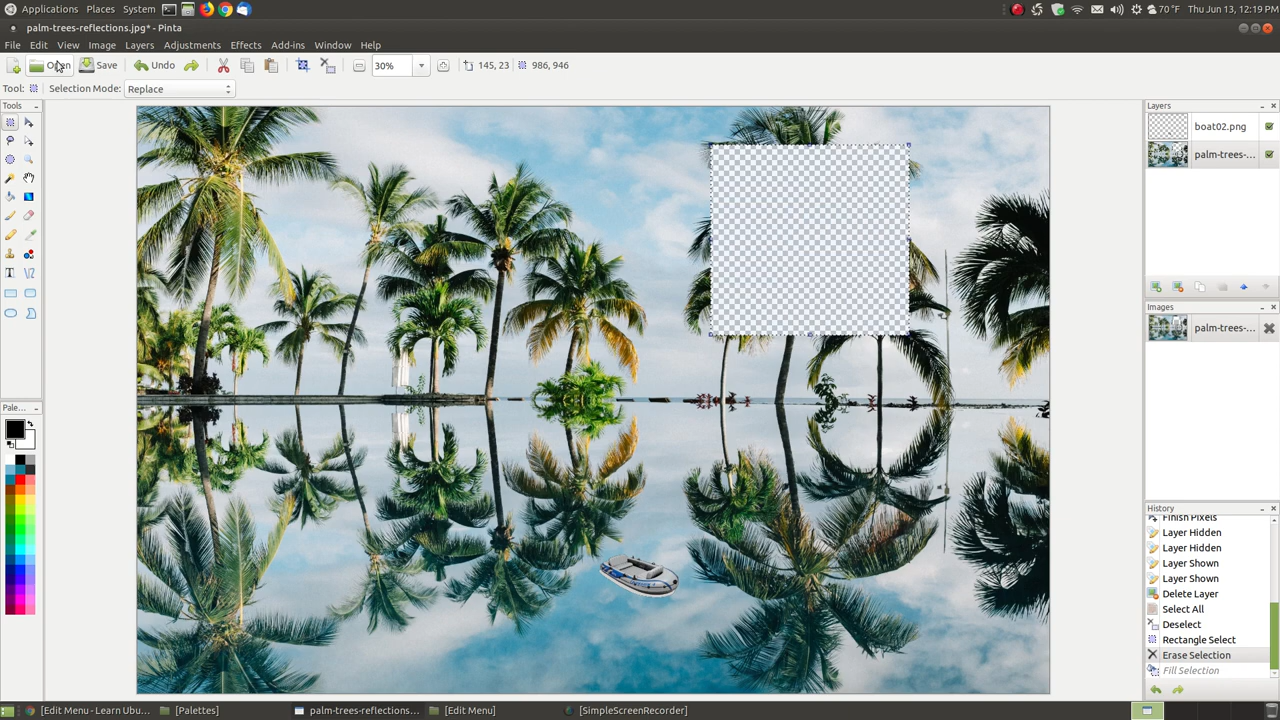 Applications Places System
70 °F Thu Jun 13, 12:19 PM
palm-trees-reflections.jpg* - Pinta
File Edit View Image Layers Adjustments Effects Add-ins Window Help
Open Save Undo 30% 145, 23 986, 946
Tool: Selection Mode: Replace
Tools
Layers
boat02.png
palm-trees-...
Images
palm-trees-...
Pale...
History
Finish Pixels
Layer Hidden
Layer Hidden
Layer Shown
Layer Shown
Delete Layer
Select All
Deselect
Rectangle Select
Erase Selection
Fill Selection
[Edit Menu - Learn Ubu... [Palettes] palm-trees-reflections... [Edit Menu] [SimpleScreenRecorder]